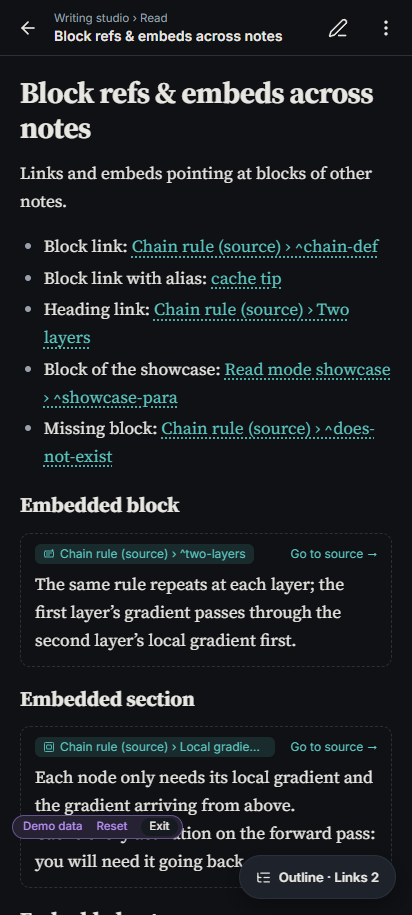 Writing studio › Read
Block refs & embeds across notes
Block refs & embeds across
notes
Links and embeds pointing at blocks of other
notes.
Block link: Chain rule (source) › ^chain-def
Block link with alias: cache tip
Heading link: Chain rule (source) › Two
layers
Block of the showcase: Read mode showcase
› ^showcase-para
Missing block: Chain rule (source) › ^does-
not-exist
Embedded block
Chain rule (source) › ^two-layers Go to source →
The same rule repeats at each layer; the
first layer’s gradient passes through the
second layer’s local gradient first.
Embedded section
Chain rule (source) › Local gradie... Go to source →
Each node only needs its local gradient and
the gradient arriving from above.
Demo data Reset Exit
on the forward pass:
you will need it going back
Outline · Links 2